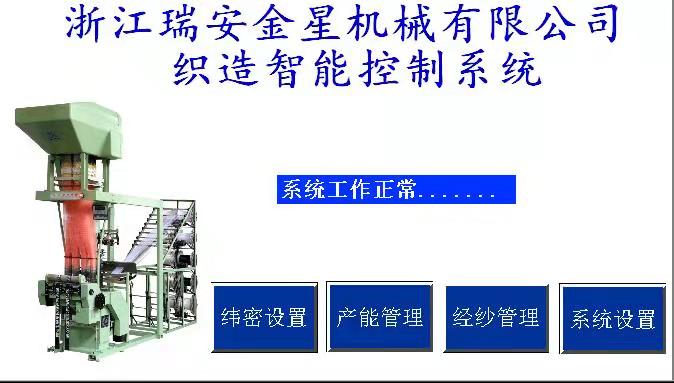 浙江瑞安金星机械有限公司
织造智能控制系统
系统工作正常.......
纬密设置
产能管理
经纱管理
系统设置